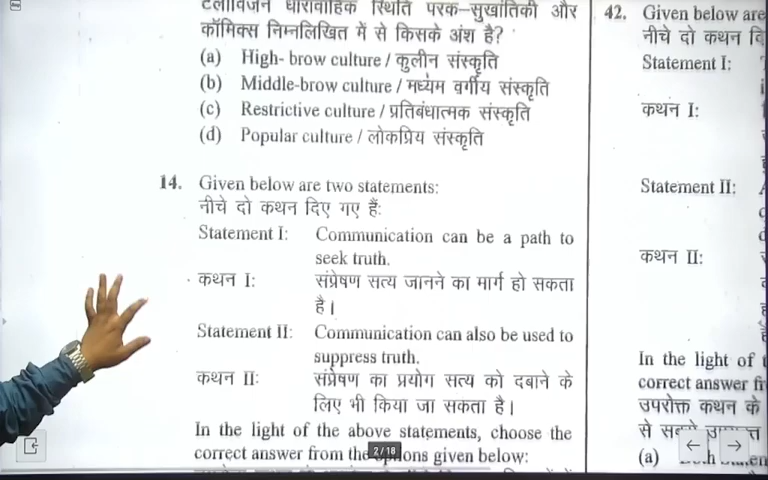 टेलीविजन धारावाहिक स्थिति परक-सुखांतिकी और
कॉमिक्स निम्नलिखित में से किसके अंश है?
(a) High- brow culture / कुलीन संस्कृति
(b) Middle-brow culture / मध्यम वर्गीय संस्कृति
(c) Restrictive culture / प्रतिबंधात्मक संस्कृति
(d) Popular culture / लोकप्रिय संस्कृति
14. Given below are two statements:
नीचे दो कथन दिए गए हैं:
Statement I: Communication can be a path to
seek truth.
कथन I: संप्रेषण सत्य जानने का मार्ग हो सकता
है।
Statement II: Communication can also be used to
suppress truth.
कथन II: संप्रेषण का प्रयोग सत्य को दबाने के
लिए भी किया जा सकता है।
In the light of the above statements, choose the
correct answer from the options given below:
2 / 18
42. Given below are
नीचे दो कथन
Statement I:
कथन I:
Statement II:
कथन II:
In the light of
correct answer
उपरोक्त कथन के
से
(a)